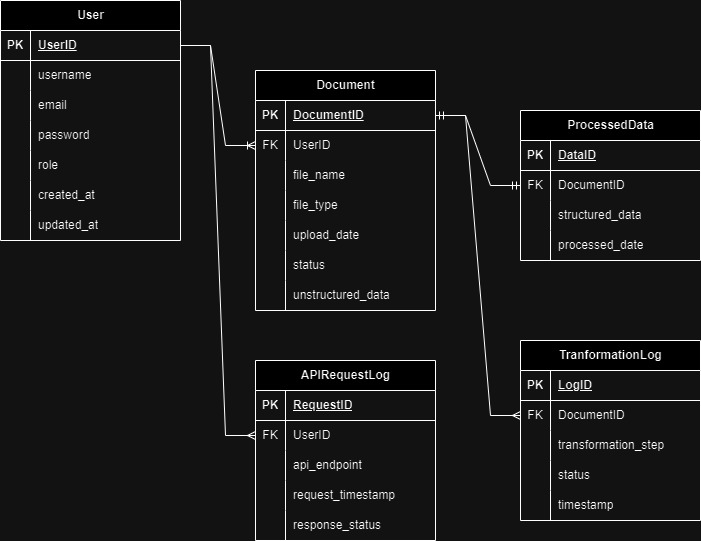 User
PK UserID
username
email
password
role
created_at
updated_at
Document
PK DocumentID
FK UserID
file_name
file_type
upload_date
status
unstructured_data
ProcessedData
PK DataID
FK DocumentID
structured_data
processed_date
APIRequestLog
PK RequestID
FK UserID
api_endpoint
request_timestamp
response_status
TranformationLog
PK LogID
FK DocumentID
transformation_step
status
timestamp